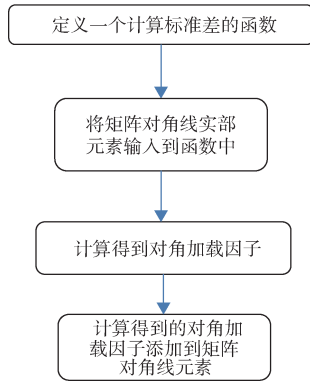 定义一个计算标准差的函数
将矩阵对角线实部
元素输入到函数中
计算得到对角加载因子
计算得到的对角加
载因子添加到矩阵
对角线元素